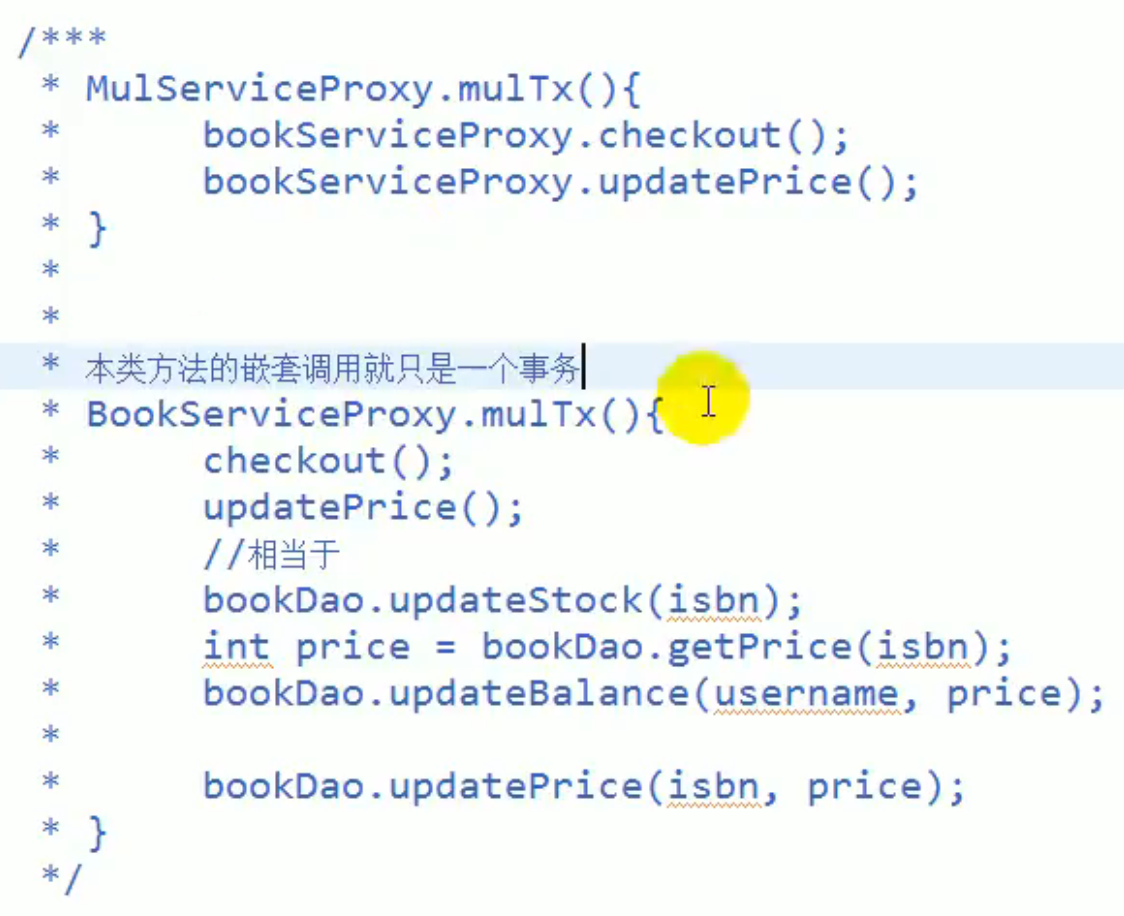 /***
* MulServiceProxy.mulTx(){
* bookServiceProxy.checkout();
* bookServiceProxy.updatePrice();
* }
*
*
* 本类方法的嵌套调用就只是一个事务
* BookServiceProxy.mulTx(){
* checkout();
* updatePrice();
* //相当于
* bookDao.updateStock(isbn);
* int price = bookDao.getPrice(isbn);
* bookDao.updateBalance(username, price);
*
* bookDao.updatePrice(isbn, price);
* }
*/